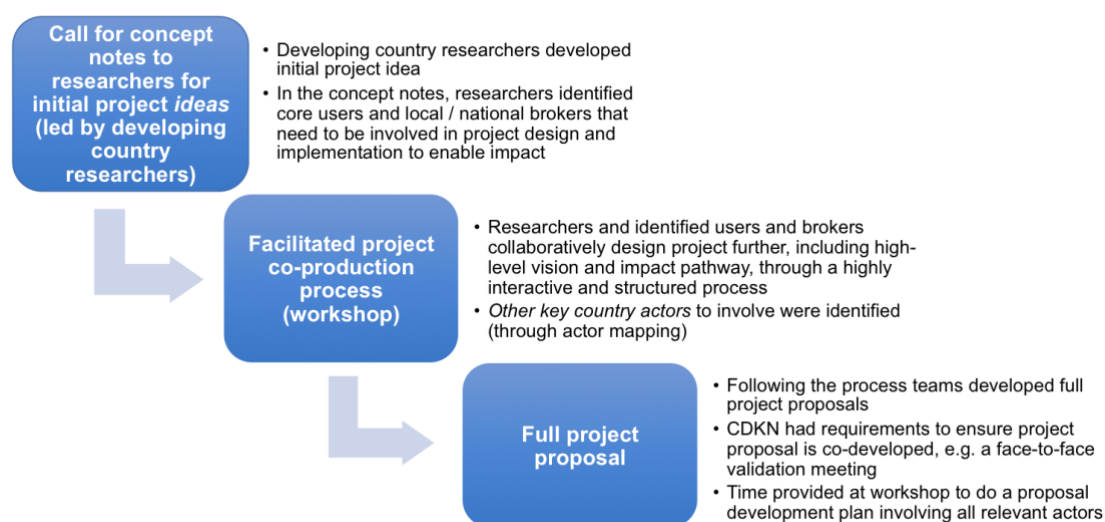 Call for concept
notes to
researchers for
initial project ideas
(led by developing
country
researchers)
• Developing country researchers developed
initial project idea
• In the concept notes, researchers identified
core users and local / national brokers that
need to be involved in project design and
implementation to enable impact
Facilitated project
co-production
process
(workshop)
• Researchers and identified users and brokers
collaboratively design project further, including high-
level vision and impact pathway, through a highly
interactive and structured process
• Other key country actors to involve were identified
(through actor mapping)
Full project
proposal
• Following the process teams developed full
project proposals
• CDKN had requirements to ensure project
proposal is co-developed, e.g. a face-to-face
validation meeting
• Time provided at workshop to do a proposal
development plan involving all relevant actors